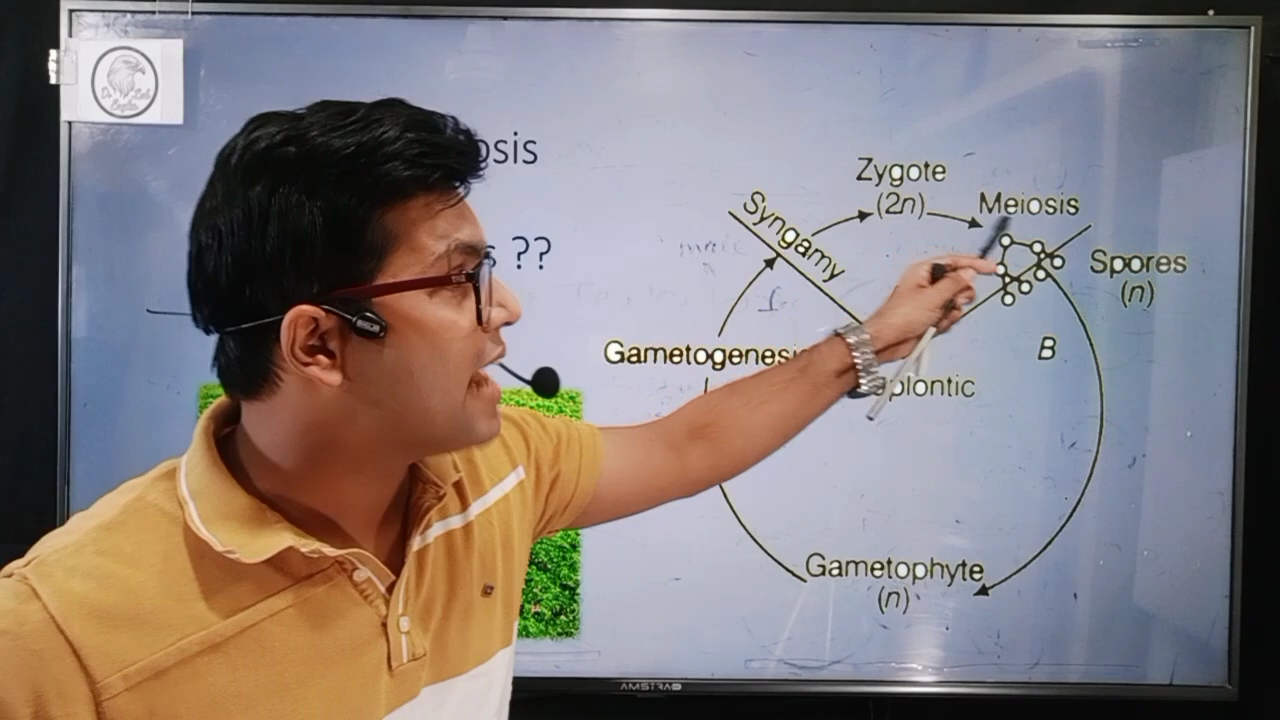 osis
??
Zygote
(2n)
Meiosis
Syngamy
Spores
(n)
B
Gametogenesi
plontic
Gametophyte
(n)
AMSTRAD